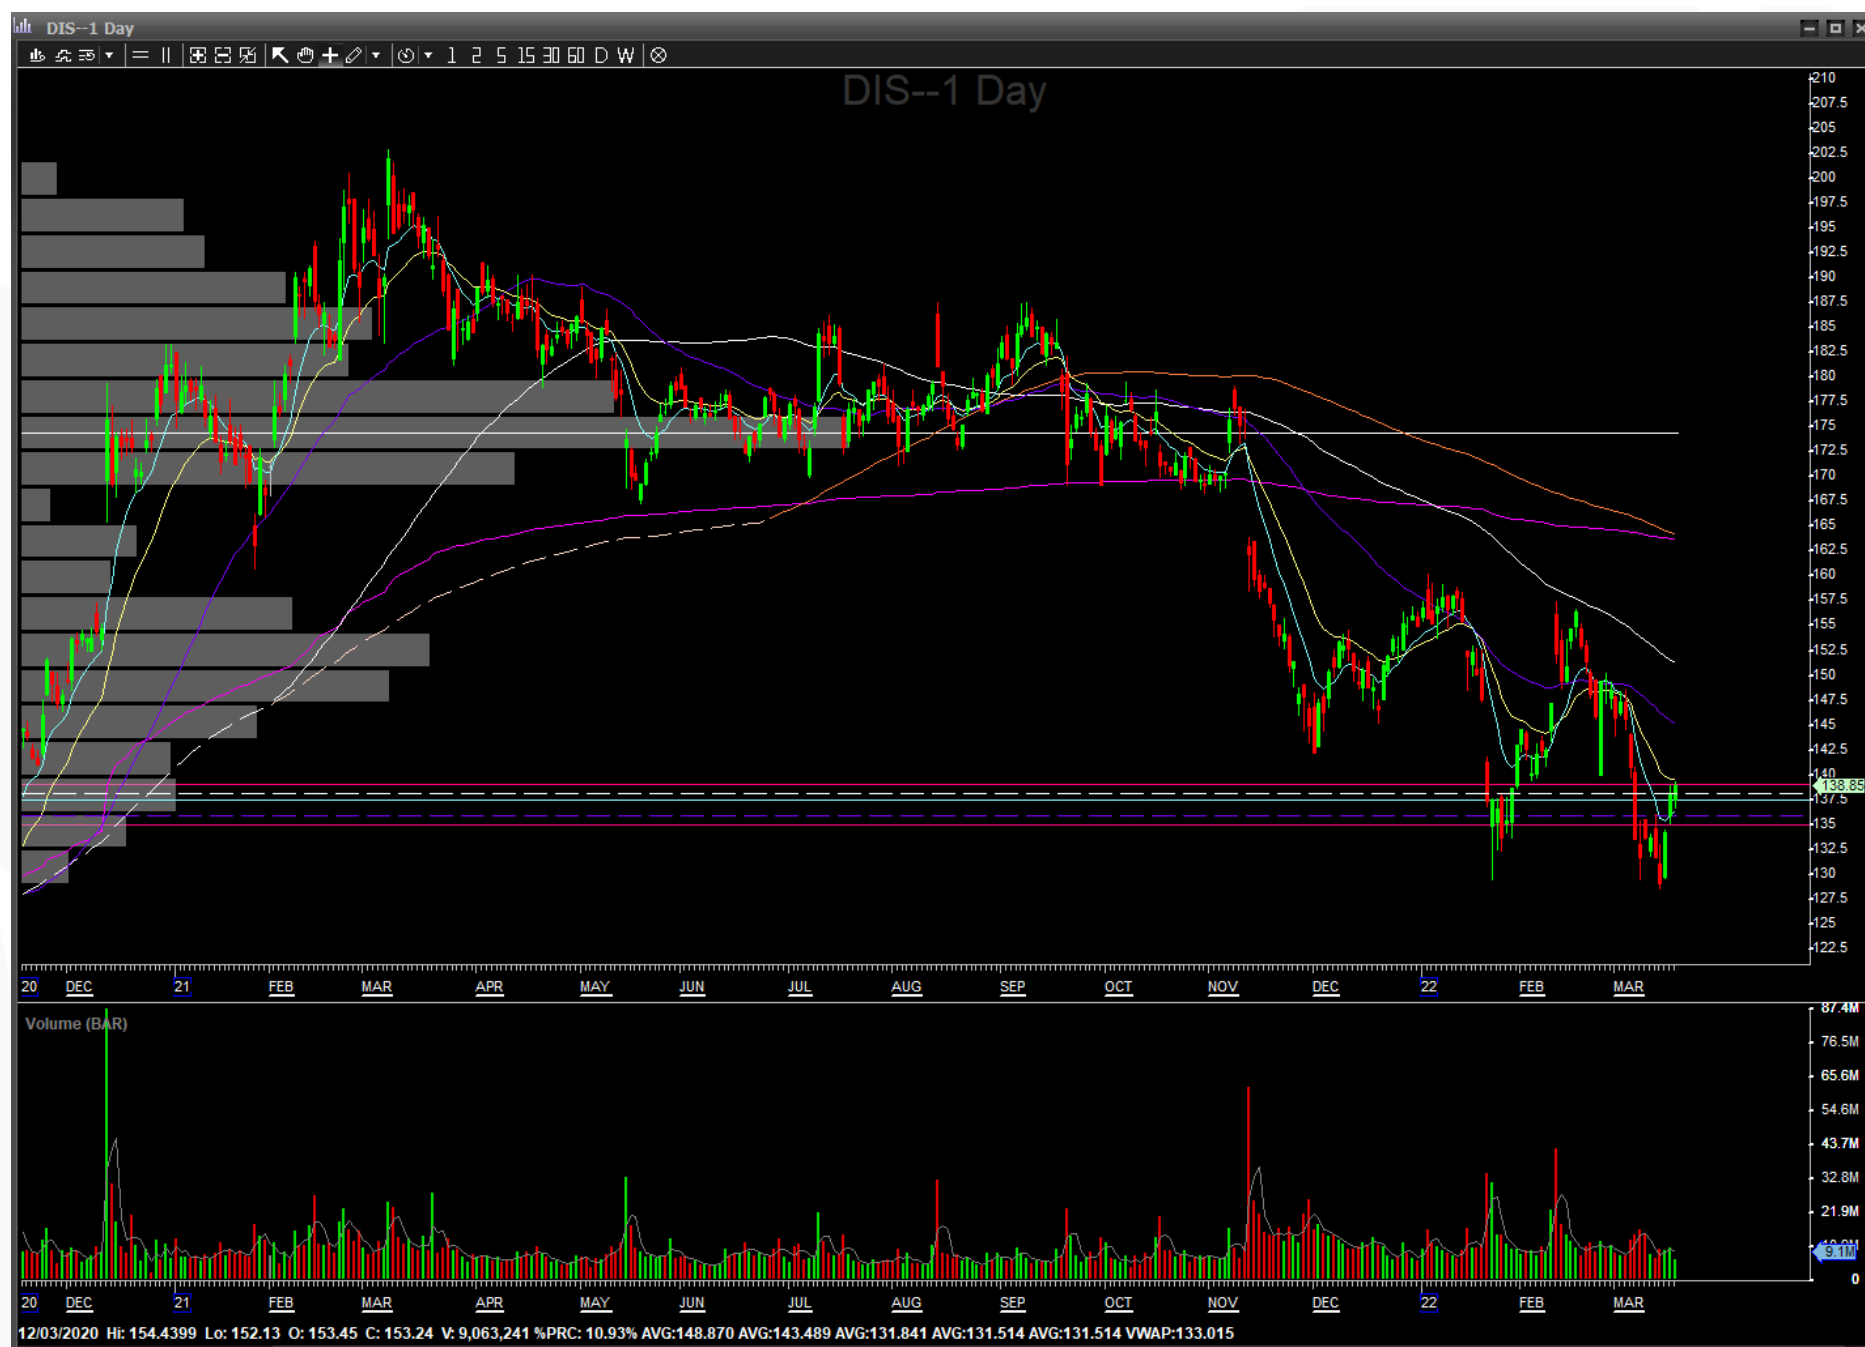 DIS--1 Day
1 2 5 15 30 60 D W
DIS--1 Day
210
207.5
205
202.5
200
197.5
195
192.5
190
187.5
185
182.5
180
177.5
175
172.5
170
167.5
165
162.5
160
157.5
155
152.5
150
147.5
145
142.5
140
138.85
137.5
135
132.5
130
127.5
125
122.5
20 DEC 21 FEB MAR APR MAY JUN JUL AUG SEP OCT NOV DEC 22 FEB MAR
Volume (BAR)
87.4M
76.5M
65.6M
54.6M
43.7M
32.8M
21.9M
9.1M
0
20 DEC 21 FEB MAR APR MAY JUN JUL AUG SEP OCT NOV DEC 22 FEB MAR
12/03/2020 Hi: 154.4399 Lo: 152.13 O: 153.45 C: 153.24 V: 9,063,241 %PRC: 10.93% AVG:148.870 AVG:143.489 AVG:131.841 AVG:131.514 AVG:131.514 VWAP:133.015